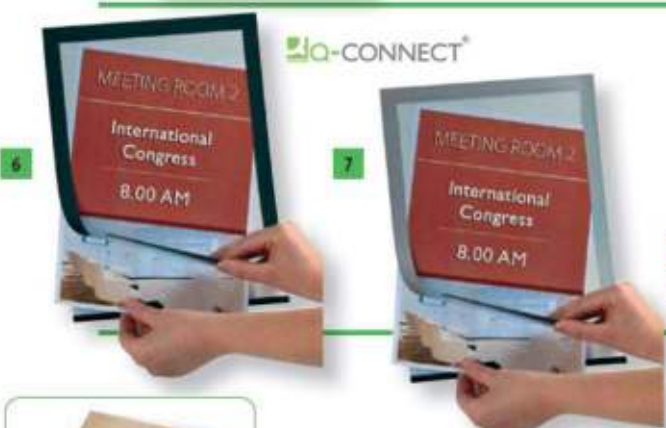 Q-CONNECT®
6
MEETING ROOM 2
International
Congress
8.00 AM
7
MEETING ROOM 2
International
Congress
8.00 AM